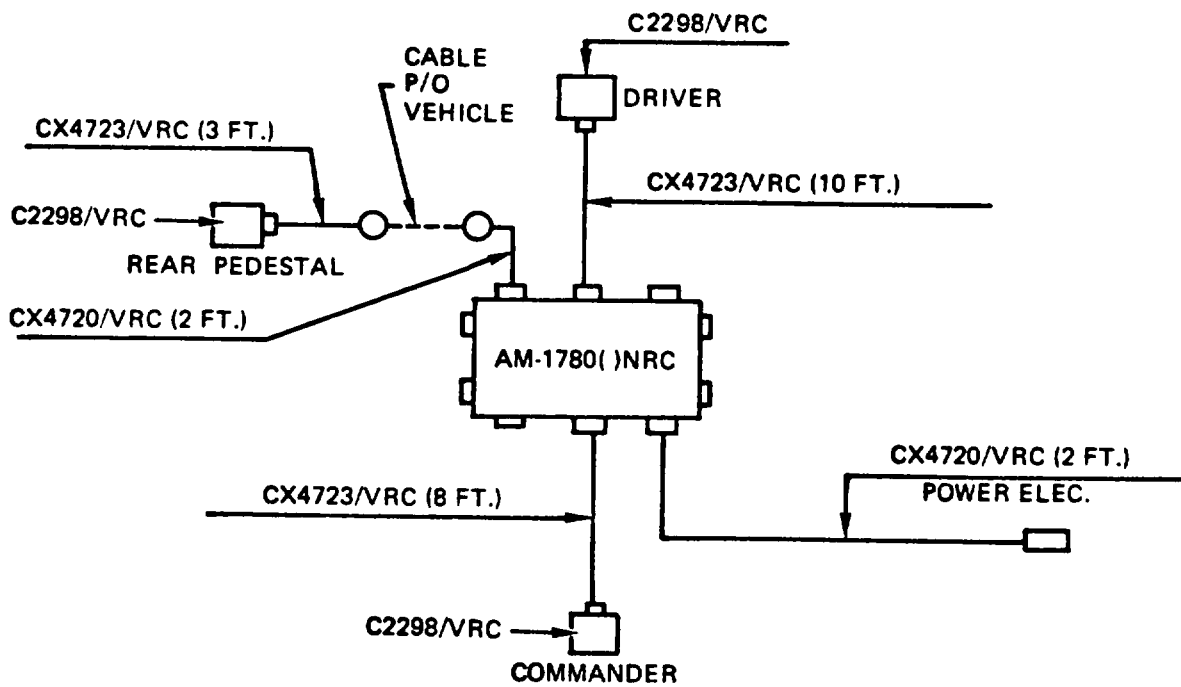 C2298/VRC
CABLE
P/O
VEHICLE
DRIVER
CX4723/VRC (3 FT.)
CX4723/VRC (10 FT.)
C2298/VRC
REAR PEDESTAL
CX4720/VRC (2 FT.)
AM-1780( )NRC
CX4720/VRC (2 FT.)
POWER ELEC.
CX4723/VRC (8 FT.)
C2298/VRC
COMMANDER